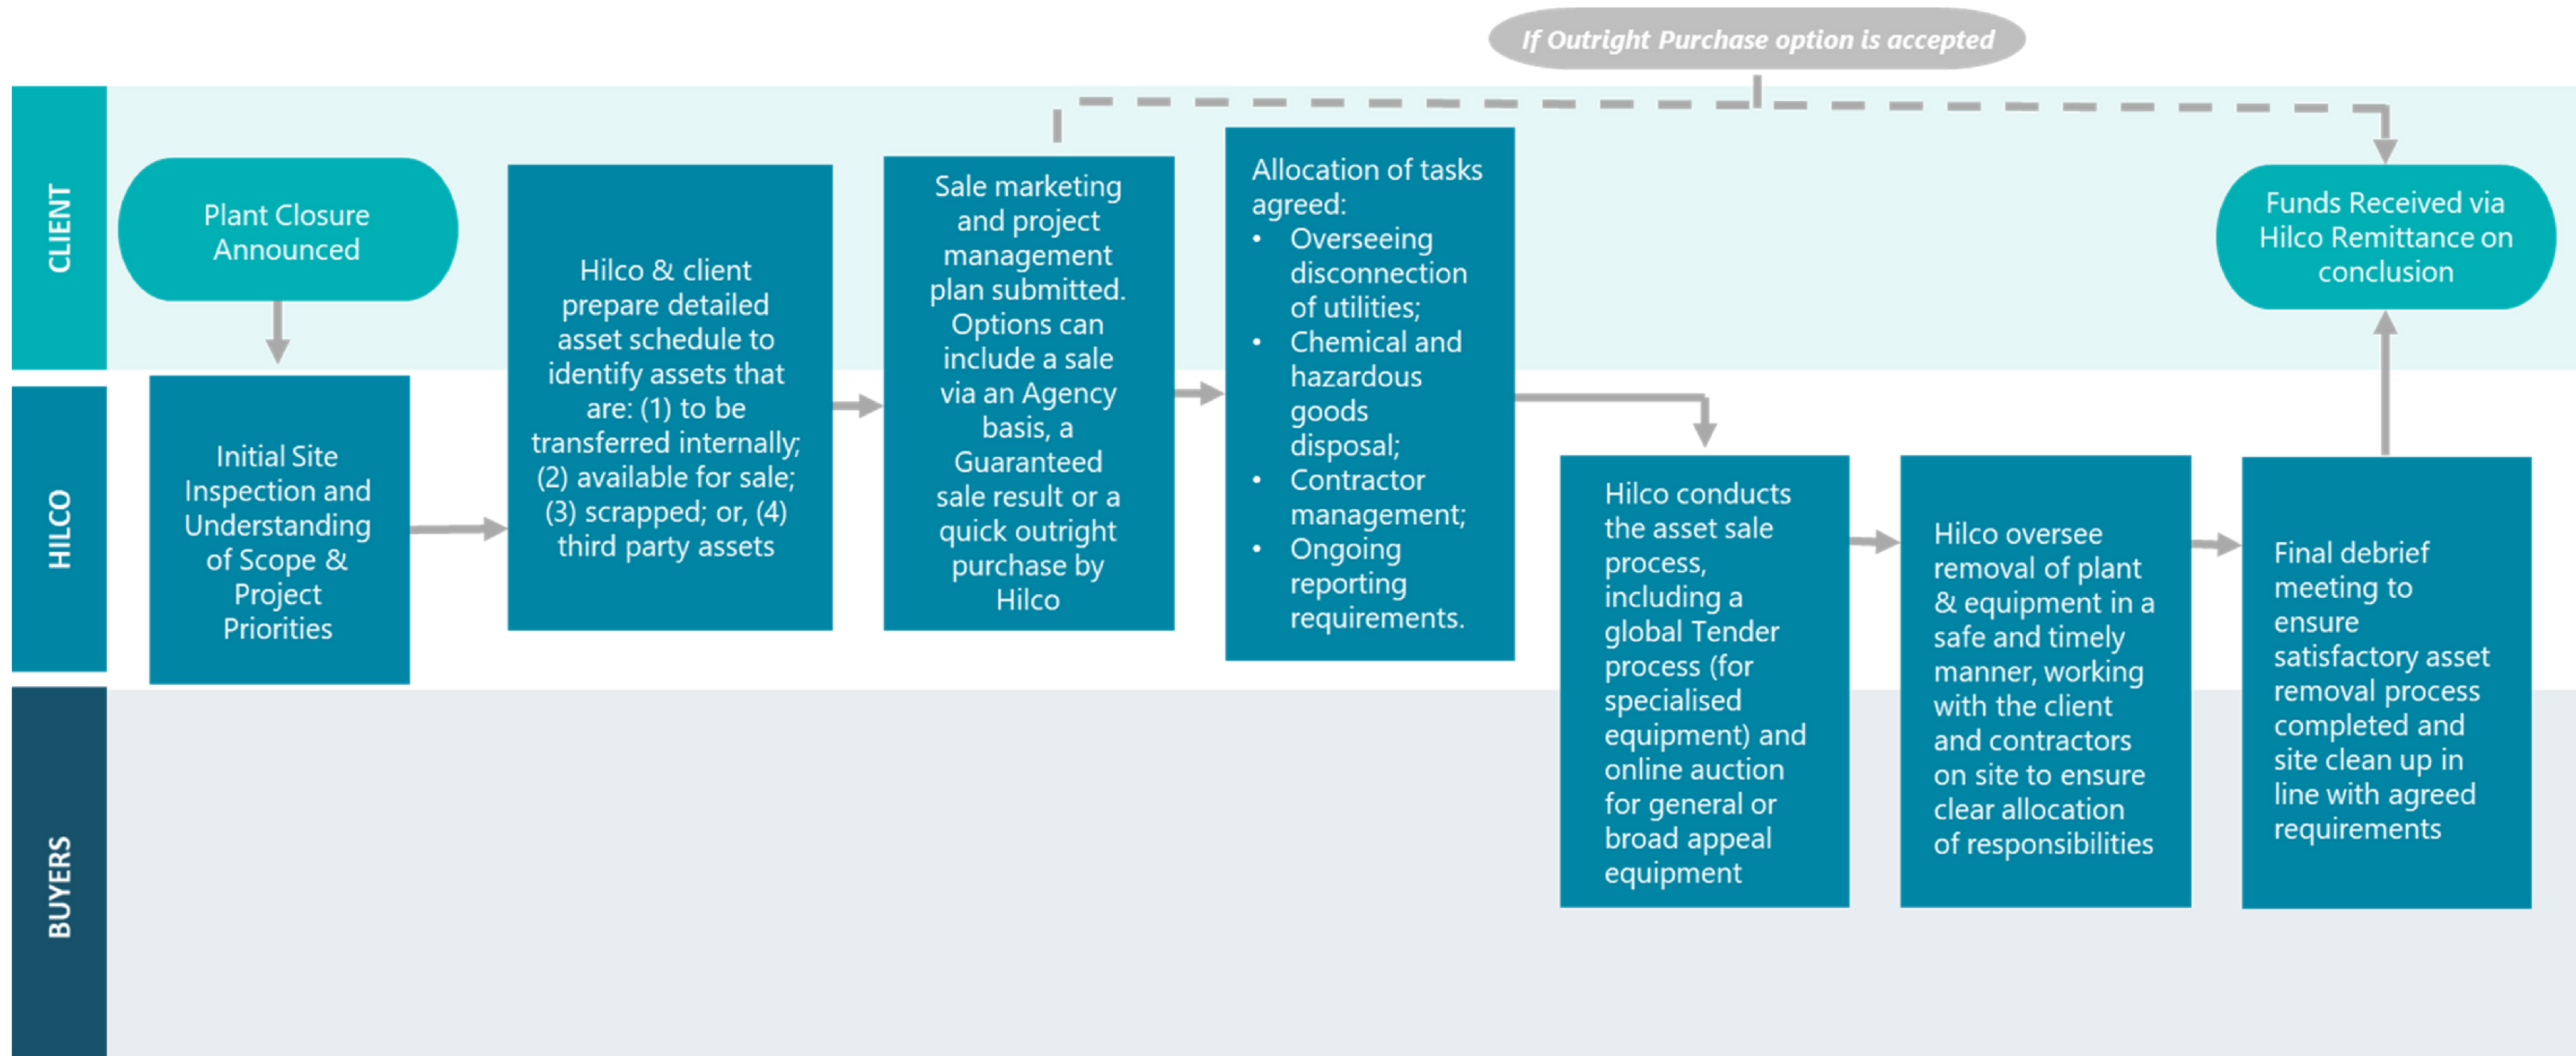 If Outright Purchase option is accepted
CLIENT
Plant Closure
Announced
HILCO
Initial Site
Inspection and
Understanding
of Scope &
Project
Priorities
Hilco & client
prepare detailed
asset schedule to
identify assets that
are: (1) to be
transferred internally;
(2) available for sale;
(3) scrapped; or, (4)
third party assets
Sale marketing
and project
management
plan submitted.
Options can
include a sale
via an Agency
basis, a
Guaranteed
sale result or a
quick outright
purchase by
Hilco
Allocation of tasks
agreed:
• Overseeing
disconnection
of utilities;
• Chemical and
hazardous
goods
disposal;
• Contractor
management;
• Ongoing
reporting
requirements.
Hilco conducts
the asset sale
process,
including a
global Tender
process (for
specialised
equipment) and
online auction
for general or
broad appeal
equipment
Hilco oversee
removal of plant
& equipment in a
safe and timely
manner, working
with the client
and contractors
on site to ensure
clear allocation
of responsibilities
Final debrief
meeting to
ensure
satisfactory asset
removal process
completed and
site clean up in
line with agreed
requirements
Funds Received via
Hilco Remittance on
conclusion
BUYERS